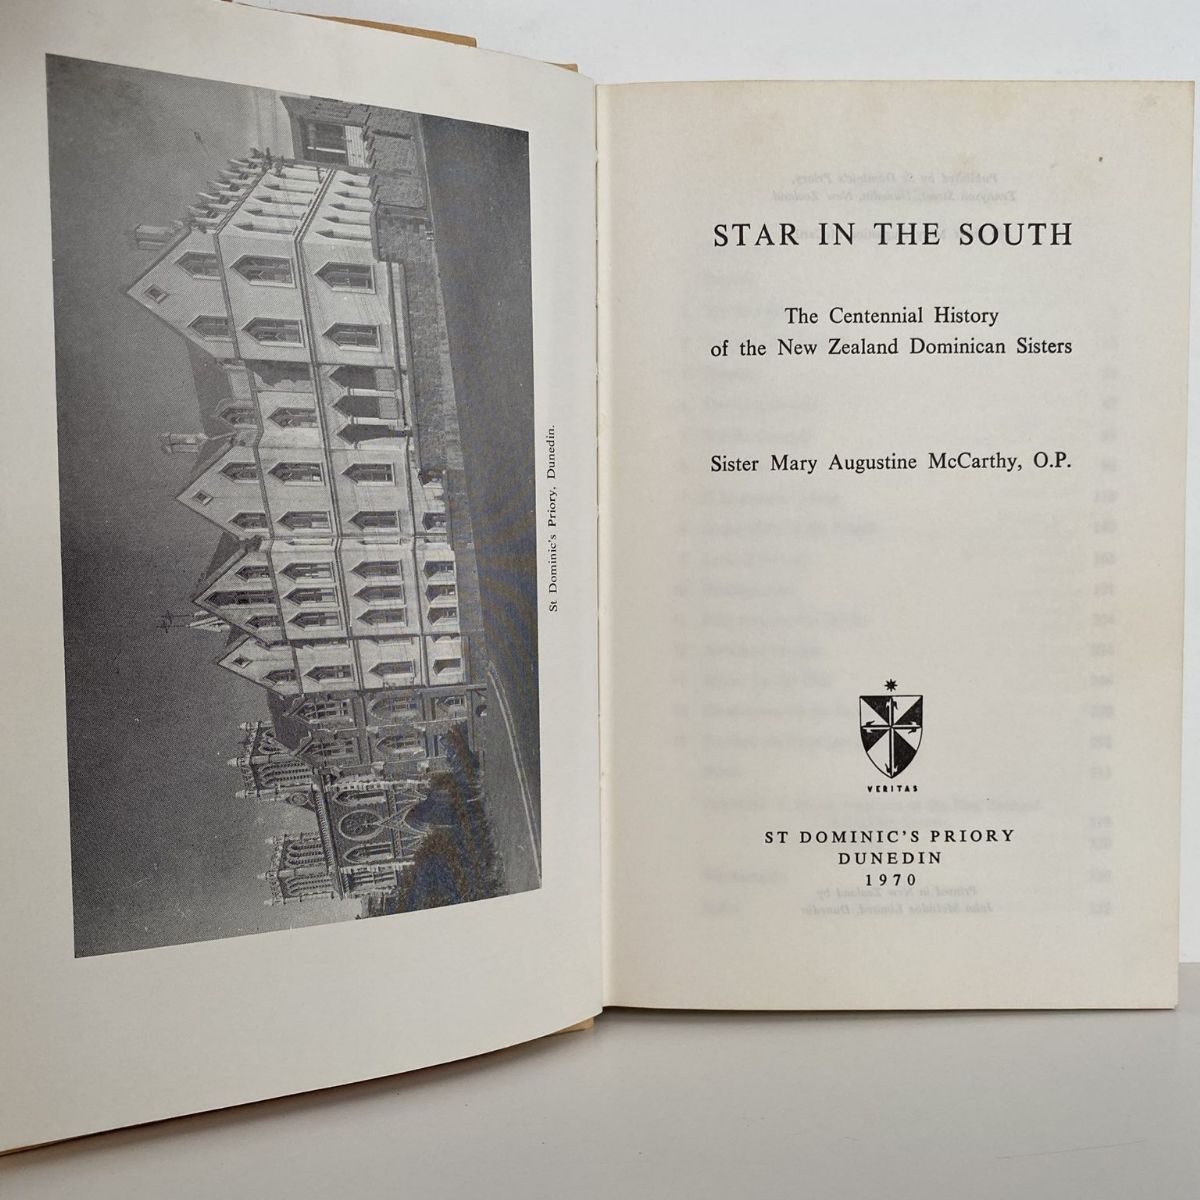 St Dominic's Priory, Dunedin.
STAR IN THE SOUTH
The Centennial History
of the New Zealand Dominican Sisters
Sister Mary Augustine McCarthy, O.P.
VERITAS
ST DOMINIC'S PRIORY
DUNEDIN
1970